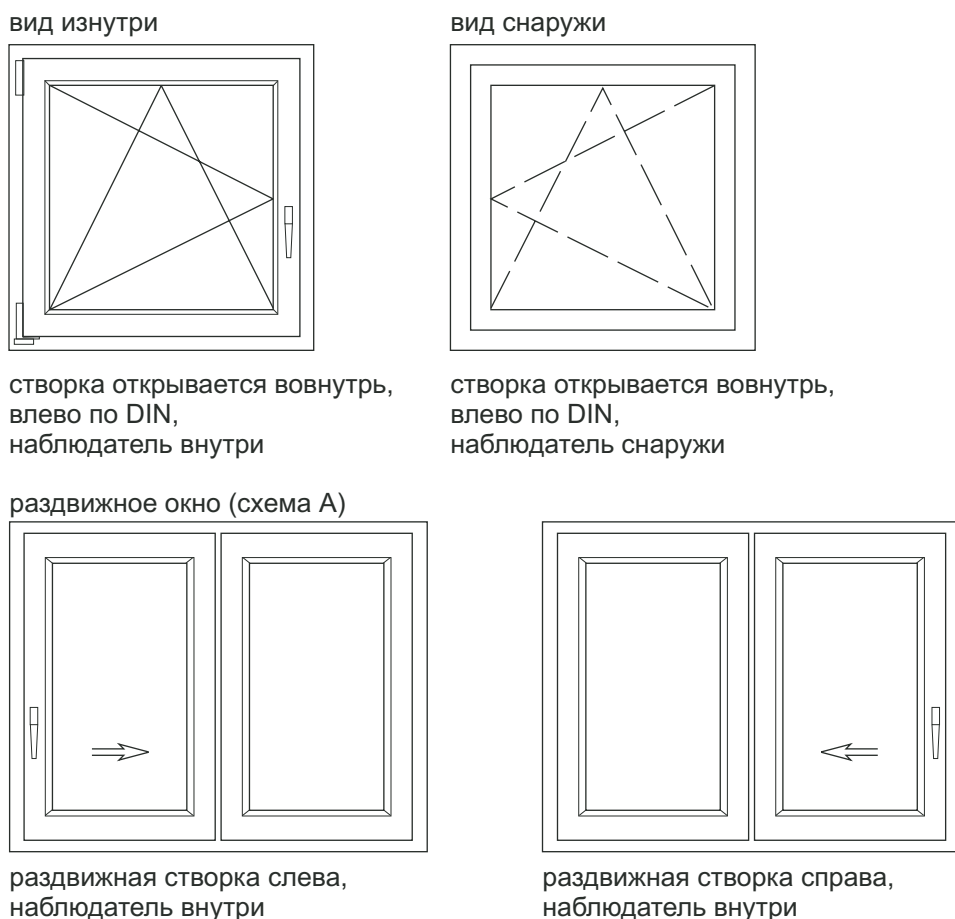 вид изнутри
вид снаружи
створка открывается вовнутрь,
влево по DIN,
наблюдатель внутри
створка открывается вовнутрь,
влево по DIN,
наблюдатель снаружи
раздвижное окно (схема А)
раздвижная створка слева,
наблюдатель внутри
раздвижная створка справа,
наблюдатель внутри